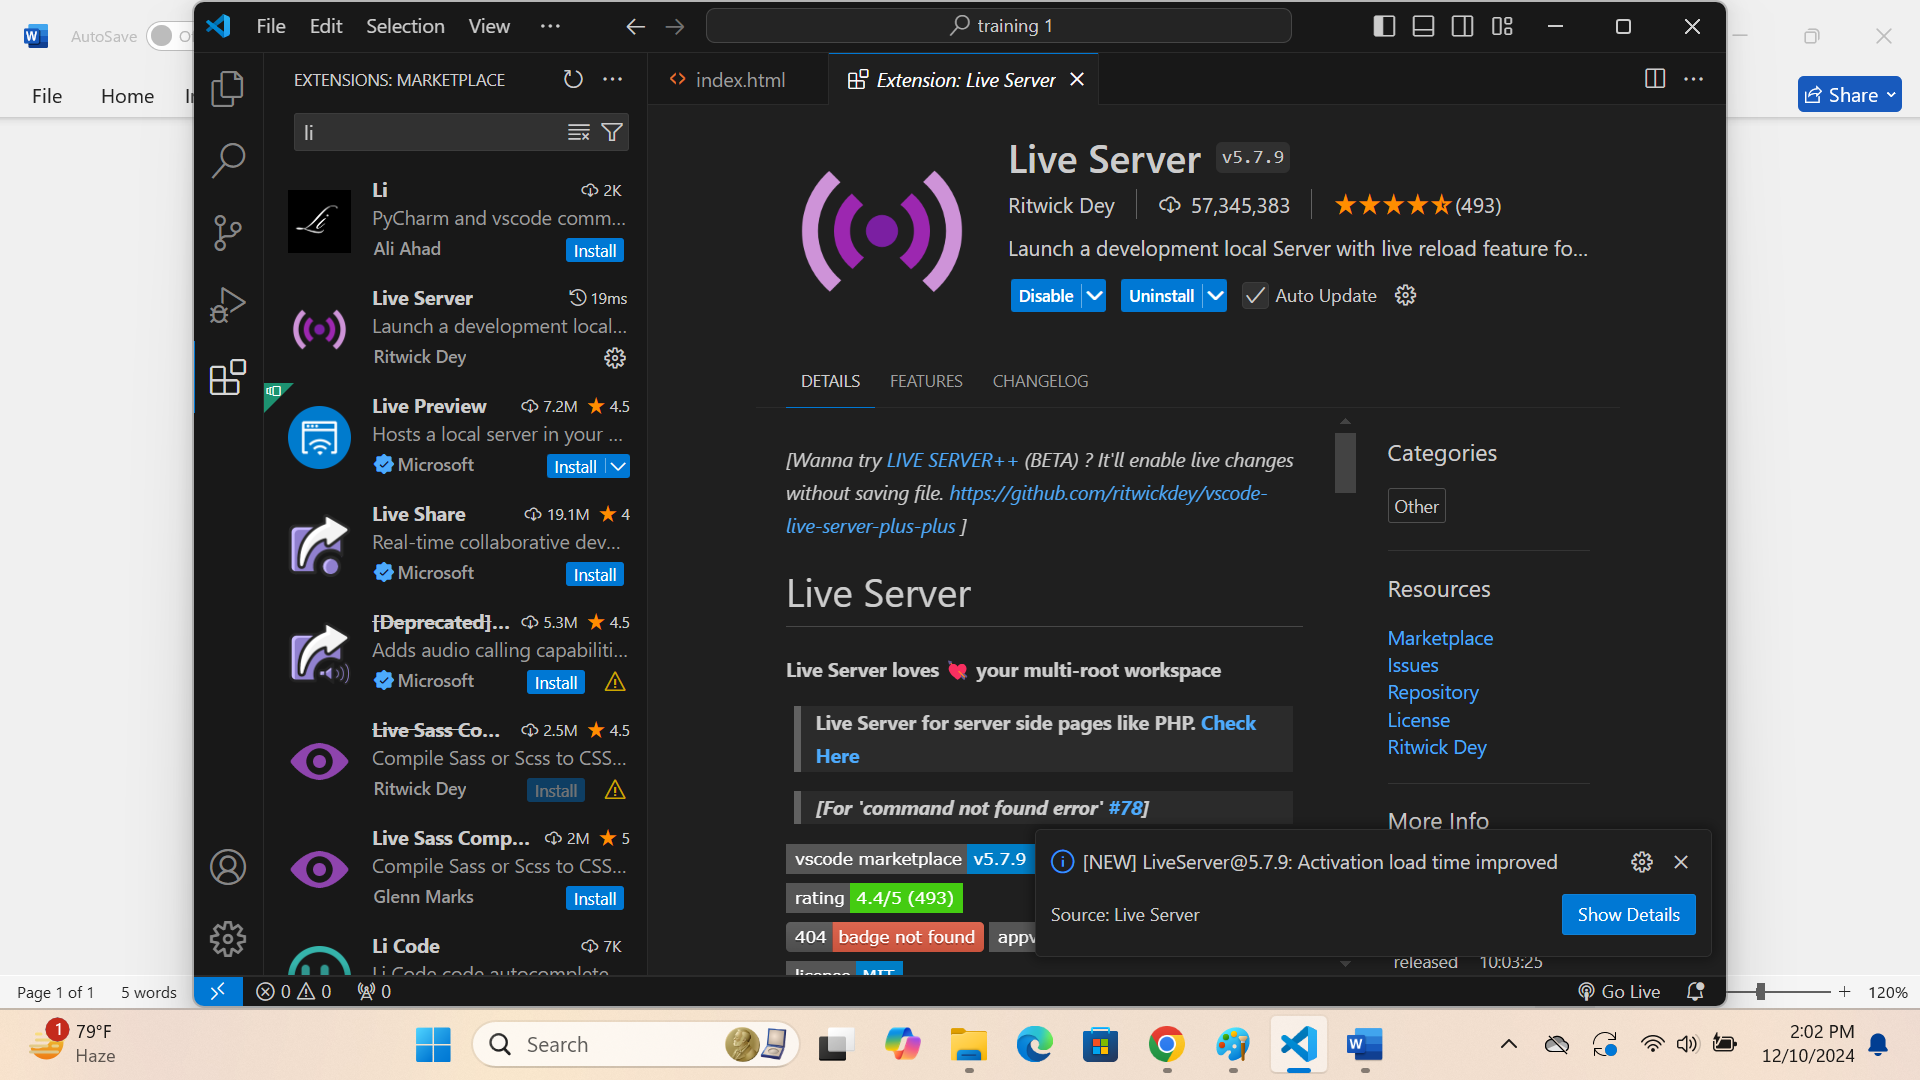 AutoSave
File
Home
Share
File Edit Selection View
training 1
EXTENSIONS: MARKETPLACE
li
Li
2K
PyCharm and vscode comm...
Ali Ahad
Install
Live Server
19ms
Launch a development local...
Ritwick Dey
Live Preview
7.2M
4.5
Hosts a local server in your ...
Microsoft
Install
Live Share
19.1M
4
Real-time collaborative dev...
Microsoft
Install
[Deprecated]...
5.3M
4.5
Adds audio calling capabiliti...
Microsoft
Install
Live Sass Co...
2.5M
4.5
Compile Sass or Scss to CSS...
Ritwick Dey
Install
Live Sass Comp...
2M
5
Compile Sass or Scss to CSS...
Glenn Marks
Install
Li Code
7K
Li Code code autocomplete
index.html
Extension: Live Server
Live Server
v5.7.9
Ritwick Dey
57,345,383
(493)
Launch a development local Server with live reload feature fo...
Disable
Uninstall
Auto Update
DETAILS
FEATURES
CHANGELOG
[Wanna try LIVE SERVER++ (BETA) ? It'll enable live changes
without saving file. https://github.com/ritwickdey/vscode-
live-server-plus-plus ]
Live Server
Live Server loves 💘 your multi-root workspace
Live Server for server side pages like PHP. Check
Here
[For 'command not found error' #78]
vscode marketplace v5.7.9
rating 4.4/5 (493)
404 badge not found
appv
license MIT
Categories
Other
Resources
Marketplace
Issues
Repository
License
Ritwick Dey
More Info
released 10:03:25
[NEW] LiveServer@5.7.9: Activation load time improved
Source: Live Server
Show Details
0 0
0
Go Live
Page 1 of 1
5 words
120%
1
79°F
Haze
Search
2:02 PM
12/10/2024